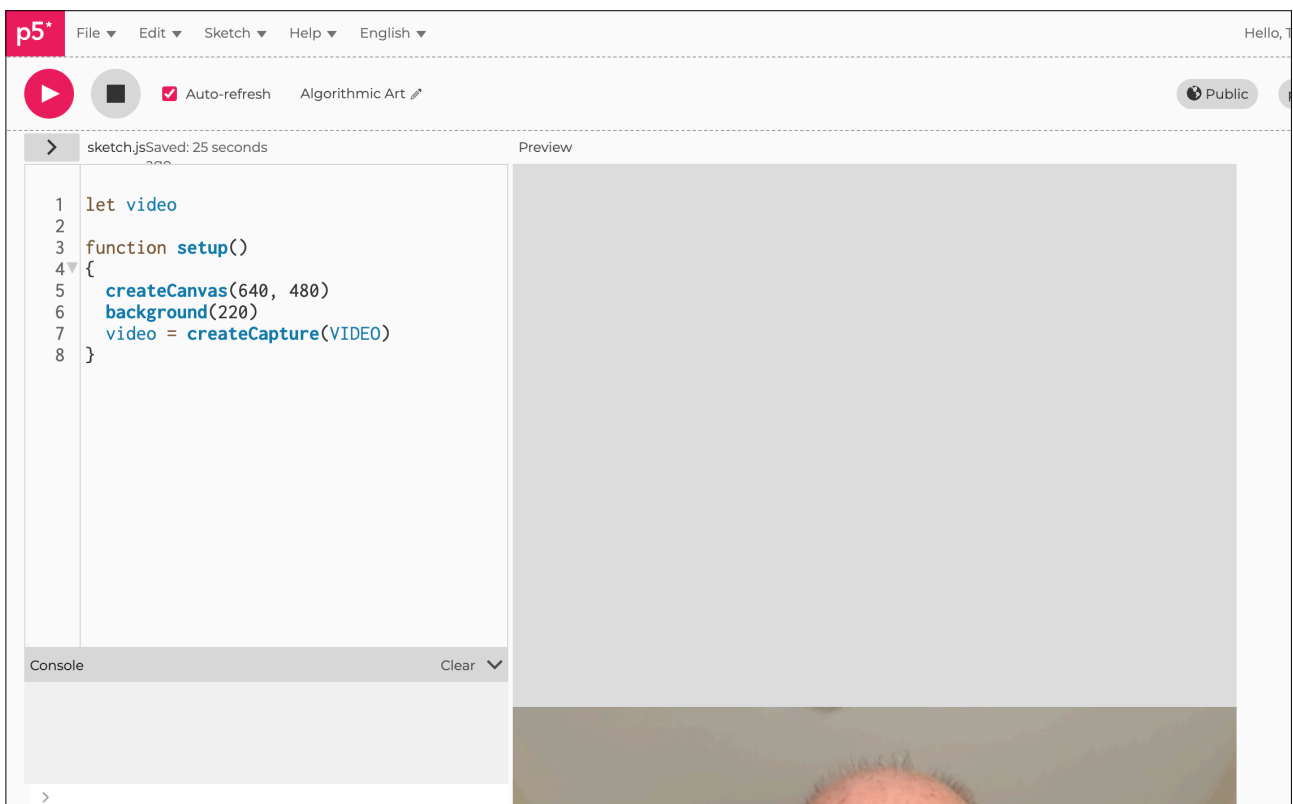 p5* File Edit Sketch Help English Hello,
Auto-refresh Algorithmic Art Public
sketch.js Saved: 25 seconds
Preview
1 let video
2
3 function setup()
4 {
5 createCanvas(640, 480)
6 background(220)
7 video = createCapture(VIDEO)
8 }
Console Clear
>